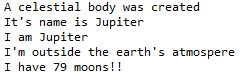 A celestial body was created
It's name is Jupiter
I am Jupiter
I'm outside the earth's atmospere
I have 79 moons!!